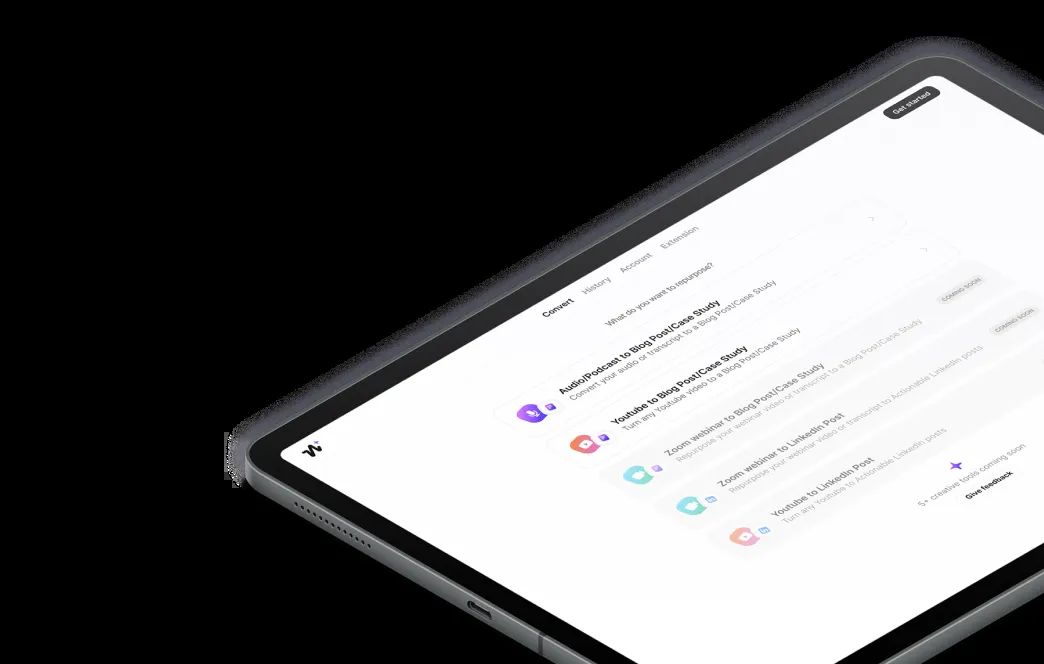 Get started
Convert
History
Account
Extension
What do you want to repurpose?
Audio/Podcast to Blog Post/Case Study
Convert your audio or transcript to a Blog Post/Case Study
Youtube to Blog Post/Case Study
Turn any Youtube video to a Blog Post/Case Study
Zoom webinar to Blog Post/Case Study
Repurpose your webinar video or transcript to a Blog Post/Case Study
COMING SOON
Zoom webinar to LinkedIn Post
Repurpose your webinar video or transcript to Actionable LinkedIn posts
COMING SOON
Youtube to LinkedIn Post
Turn any Youtube to Actionable LinkedIn posts
5+ creative tools coming soon
Give feedback